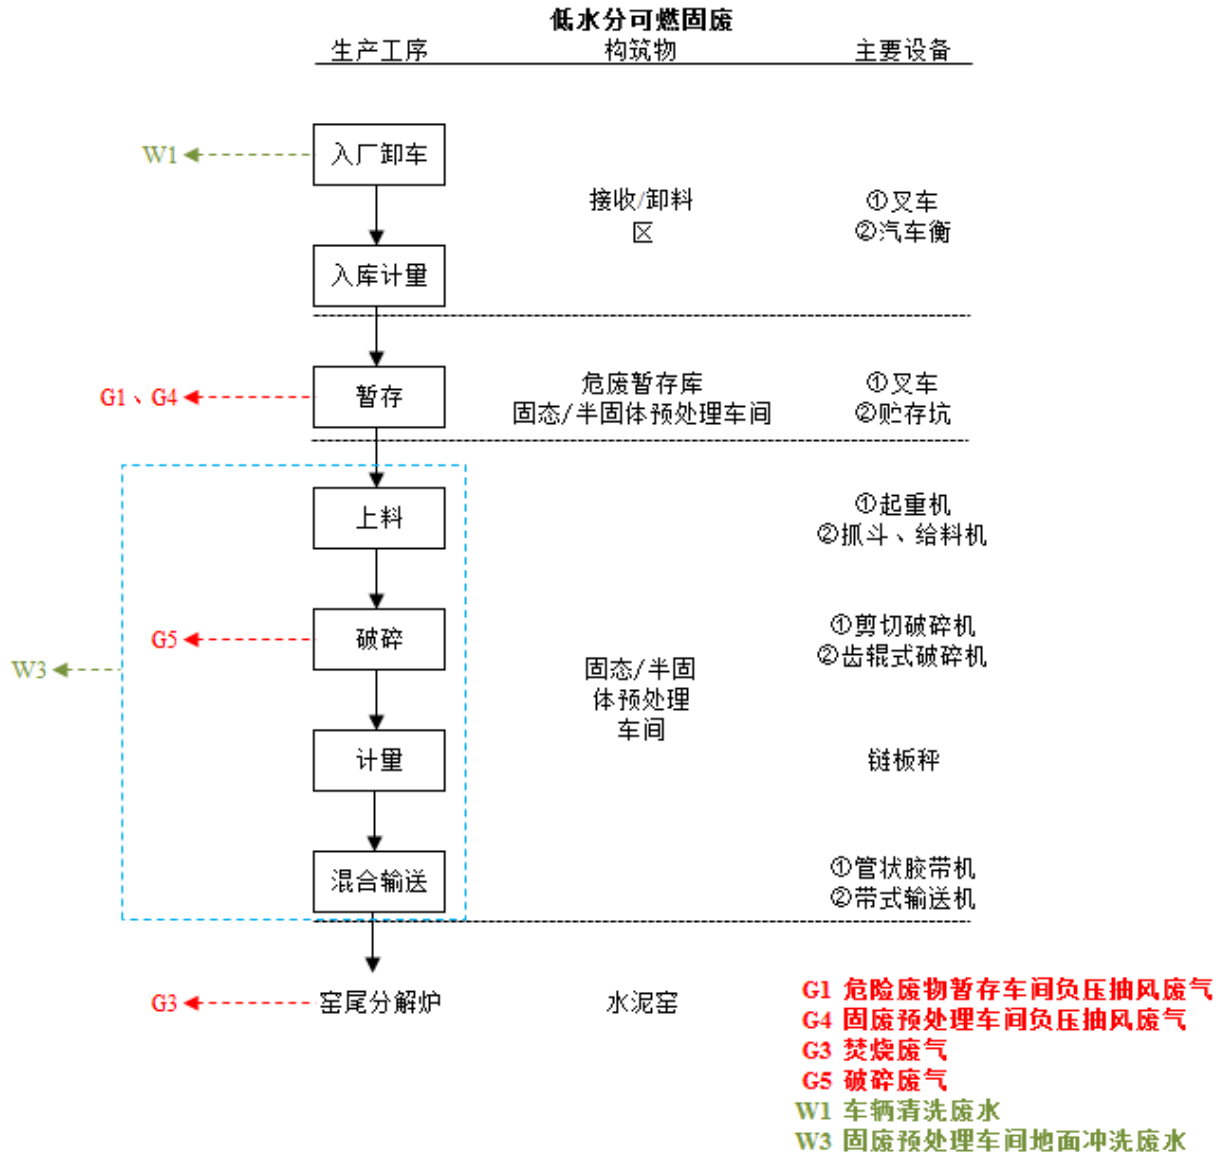 低水分可燃固废
生产工序 构筑物 主要设备
W1 入厂卸车
接收/卸料 ①叉车
区 ②汽车衡
入库计量
危废暂存库 ①叉车
G1、G4 暂存
固态/半固体预处理车间 ②贮存坑
上料 ①起重机
②抓斗、给料机
G5 破碎 ①剪切破碎机
②齿辊式破碎机
W3 固态/半固
体预处理
车间
计量 链板秤
混合输送 ①管状胶带机
②带式输送机
G3 窑尾分解炉 水泥窑
G1 危险废物暂存车间负压抽风废气
G4 固废预处理车间负压抽风废气
G3 焚烧废气
G5 破碎废气
W1 车辆清洗废水
W3 固废预处理车间地面冲洗废水